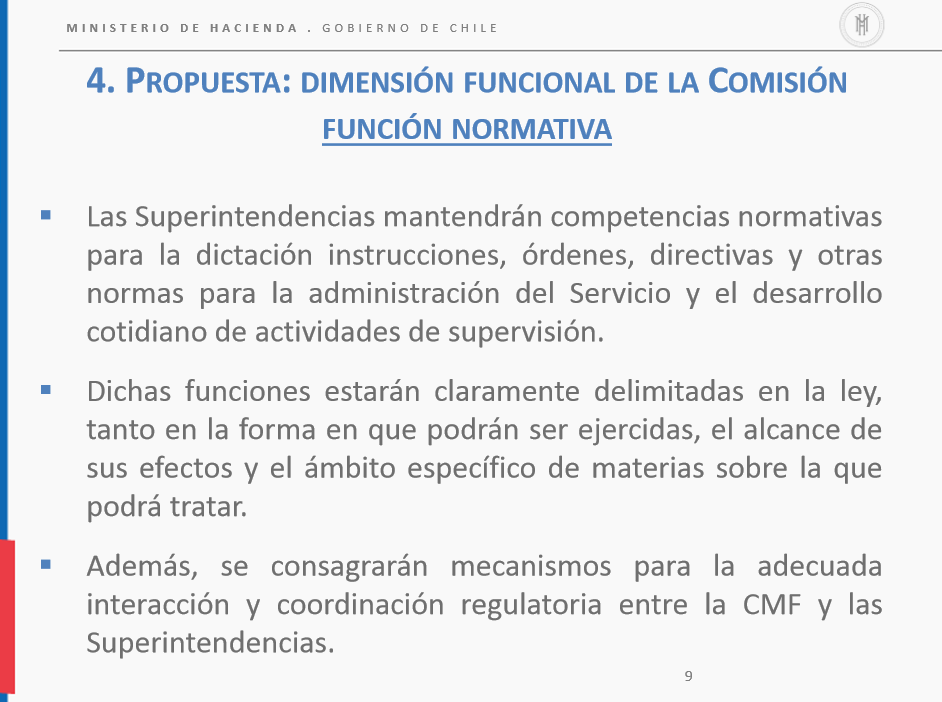 MINISTERIO DE HACIENDA . GOBIERNO DE CHILE
4. PROPUESTA: DIMENSIÓN FUNCIONAL DE LA COMISIÓN
FUNCIÓN NORMATIVA
▪ Las Superintendencias mantendrán competencias normativas
para la dictación instrucciones, órdenes, directivas y otras
normas para la administración del Servicio y el desarrollo
cotidiano de actividades de supervisión.
▪ Dichas funciones estarán claramente delimitadas en la ley,
tanto en la forma en que podrán ser ejercidas, el alcance de
sus efectos y el ámbito específico de materias sobre la que
podrá tratar.
▪ Además, se consagrarán mecanismos para la adecuada
interacción y coordinación regulatoria entre la CMF y las
Superintendencias.
9